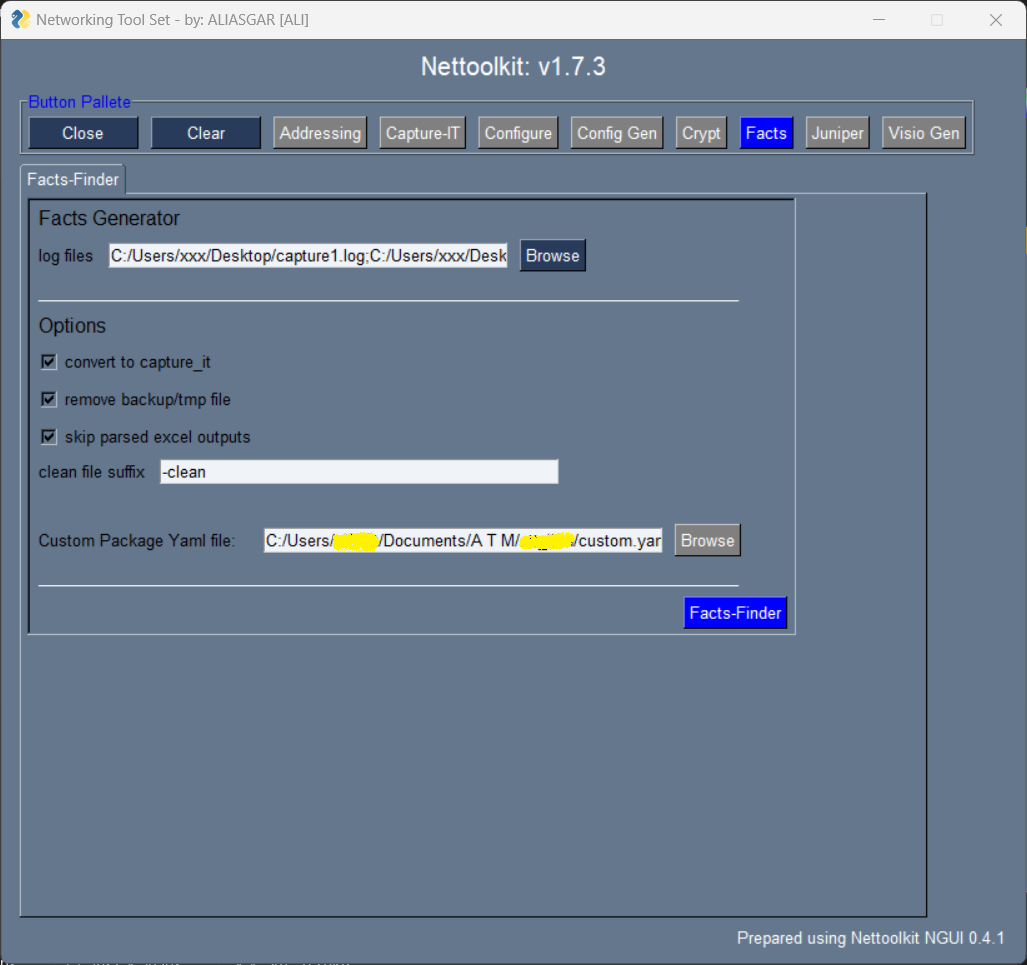 Networking Tool Set - by: ALIASGAR [ALI]
Nettoolkit: v1.7.3
Button Pallete
Close Clear Addressing Capture-IT Configure Config Gen Crypt Facts Juniper Visio Gen
Facts-Finder
Facts Generator
log files C:/Users/xxx/Desktop/capture1.log;C:/Users/xxx/Desk Browse
Options
convert to capture_it
remove backup/tmp file
skip parsed excel outputs
clean file suffix -clean
Custom Package Yaml file: C:/Users/ /Documents/A T M/ /custom.yar Browse
Facts-Finder
Prepared using Nettoolkit NGUI 0.4.1